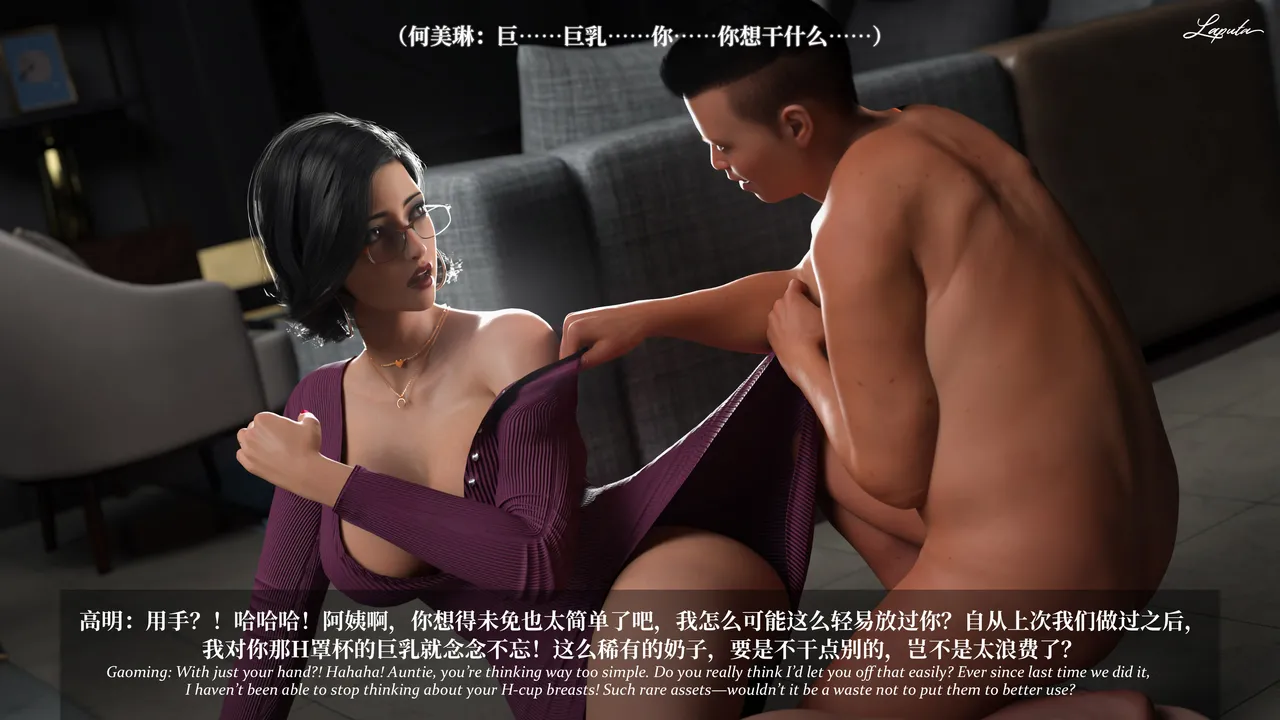 （何美琳：巨……巨乳……你……你想干什么……）
Laputa
高明：用手？！哈哈哈！阿姨啊，你想得未免也太简单了吧，我怎么可能这么轻易放过你？自从上次我们做过之后，
我对你那H罩杯的巨乳就念念不忘！这么稀有的奶子，要是不干点别的，岂不是太浪费了？
Gaoming: With just your hand?! Hahaha! Auntie, you're thinking way too simple. Do you really think I'd let you off that easily? Ever since last time we did it,
I haven't been able to stop thinking about your H-cup breasts! Such rare assets—wouldn't it be a waste not to put them to better use?